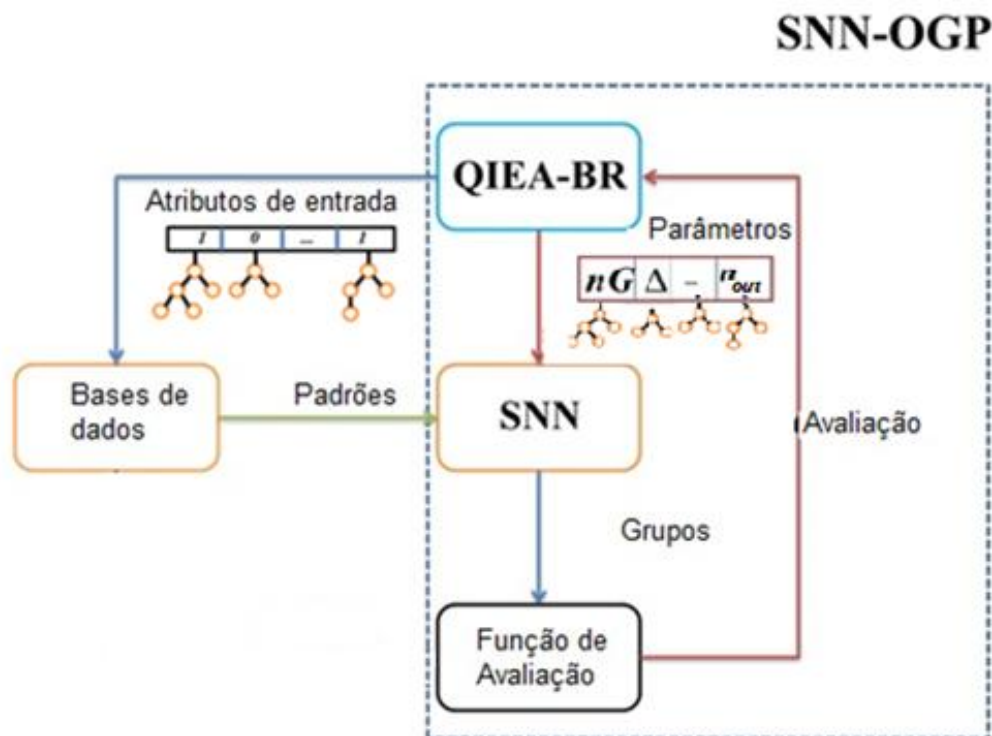 SNN-OGP
QIEA-BR
Atributos de entrada
1 0 ... 1
Parâmetros
nG Δ - nout
Bases de
dados
Padrões
SNN
Avaliação
Grupos
Função de
Avaliação